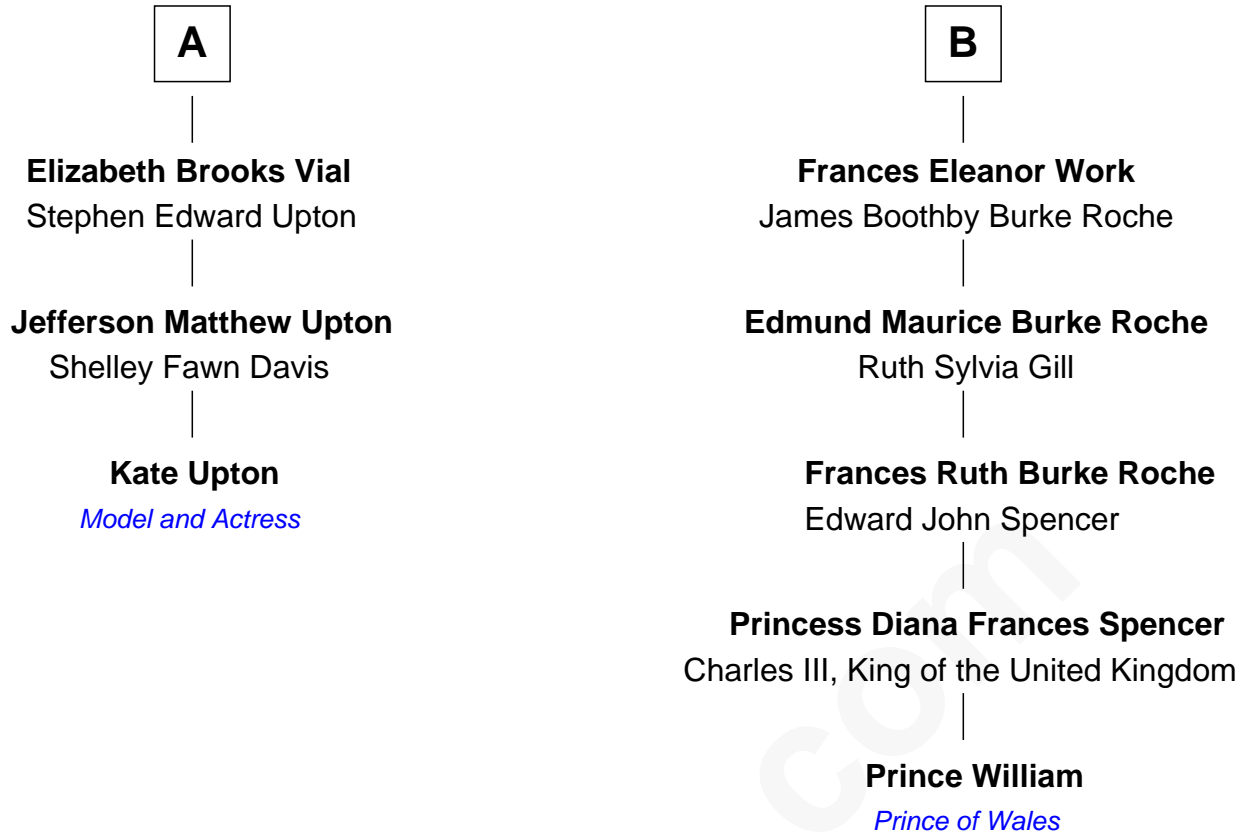 A
Elizabeth Brooks Vial
Stephen Edward Upton
Jefferson Matthew Upton
Shelley Fawn Davis
Kate Upton
Model and Actress
B
Frances Eleanor Work
James Boothby Burke Roche
Edmund Maurice Burke Roche
Ruth Sylvia Gill
Frances Ruth Burke Roche
Edward John Spencer
Princess Diana Frances Spencer
Charles III, King of the United Kingdom
Prince William
Prince of Wales
com